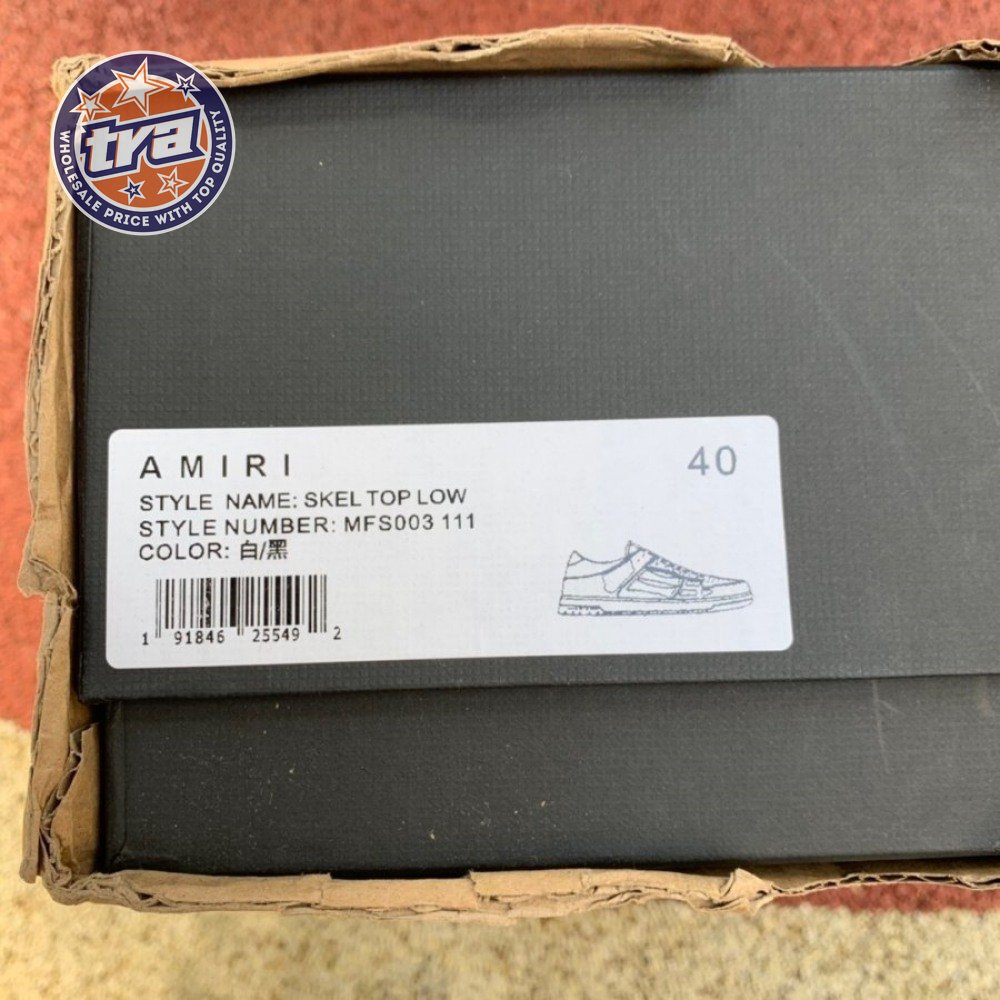 tra
WHOLESALE PRICE WITH TOP QUALITY
AMIRI
40
STYLE NAME: SKEL TOP LOW
STYLE NUMBER: MFS003 111
COLOR: 白/黑
1 91846 25549 2